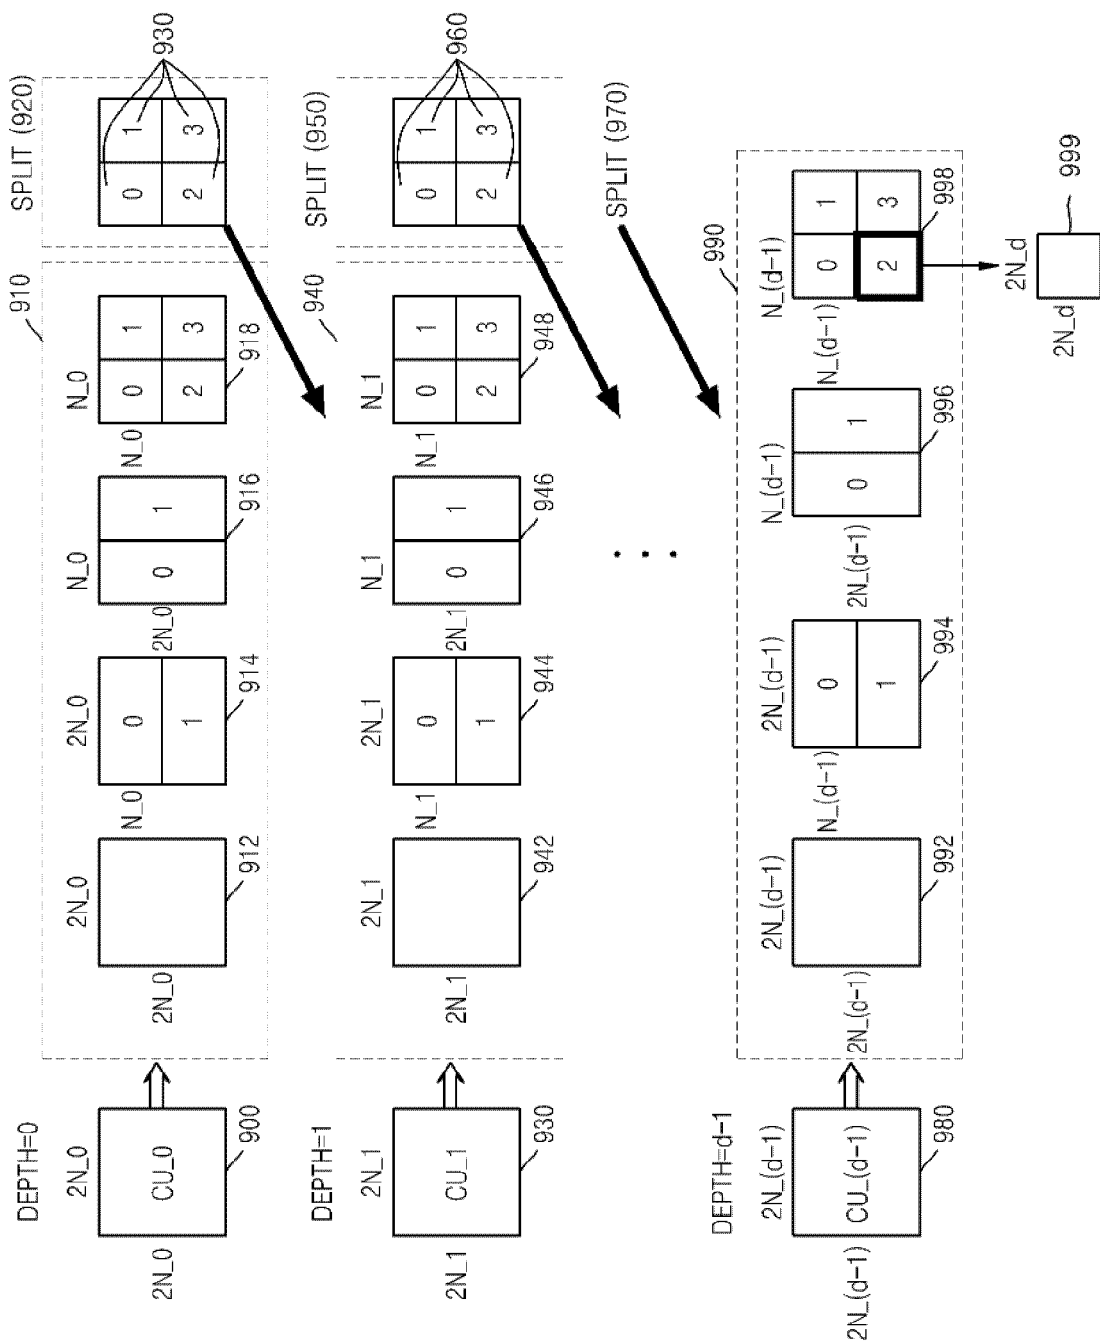 DEPTH=0
2N_0
2N_0
CU_0
900
910
2N_0
2N_0
912
2N_0
N_0
0
1
914
N_0
2N_0
0
1
916
N_0
N_0
0
1
2
3
918
SPLIT (920)
0
1
2
3
930
DEPTH=1
2N_1
2N_1
CU_1
930
940
2N_1
2N_1
942
2N_1
N_1
0
1
944
N_1
2N_1
0
1
946
N_1
N_1
0
1
2
3
948
SPLIT (950)
0
1
2
3
960
SPLIT (970)
DEPTH=d-1
2N_(d-1)
2N_(d-1)
CU_(d-1)
980
990
2N_(d-1)
2N_(d-1)
992
2N_(d-1)
N_(d-1)
0
1
994
N_(d-1)
2N_(d-1)
0
1
996
N_(d-1)
N_(d-1)
0
1
2
3
998
2N_d
2N_d
999